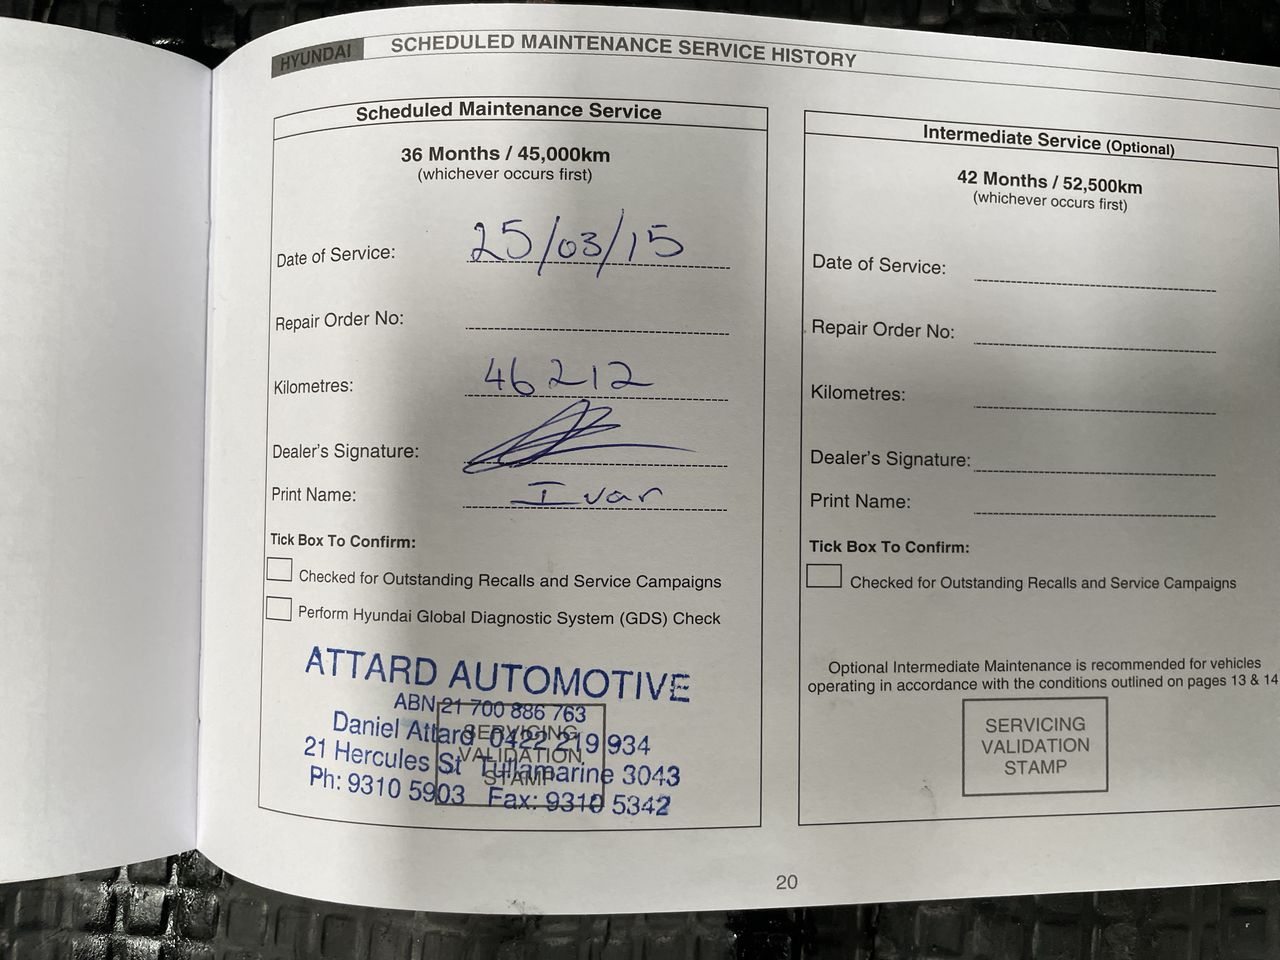 HYUNDAI
SCHEDULED MAINTENANCE SERVICE HISTORY
Scheduled Maintenance Service
36 Months / 45,000km
(whichever occurs first)
Date of Service: 25/03/15
Repair Order No:
Kilometres: 46212
Dealer's Signature:
Print Name: Ivan
Tick Box To Confirm:
Checked for Outstanding Recalls and Service Campaigns
Perform Hyundai Global Diagnostic System (GDS) Check
ATTARD AUTOMOTIVE
ABN 21 700 886 763
Daniel Attard 0422 219 934
21 Hercules St Tullamarine 3043
Ph: 9310 5903 Fax: 9310 5342
SERVICING
VALIDATION
STAMP
Intermediate Service (Optional)
42 Months / 52,500km
(whichever occurs first)
Date of Service:
Repair Order No:
Kilometres:
Dealer's Signature:
Print Name:
Tick Box To Confirm:
Checked for Outstanding Recalls and Service Campaigns
Optional Intermediate Maintenance is recommended for vehicles
operating in accordance with the conditions outlined on pages 13 & 14
SERVICING
VALIDATION
STAMP
20